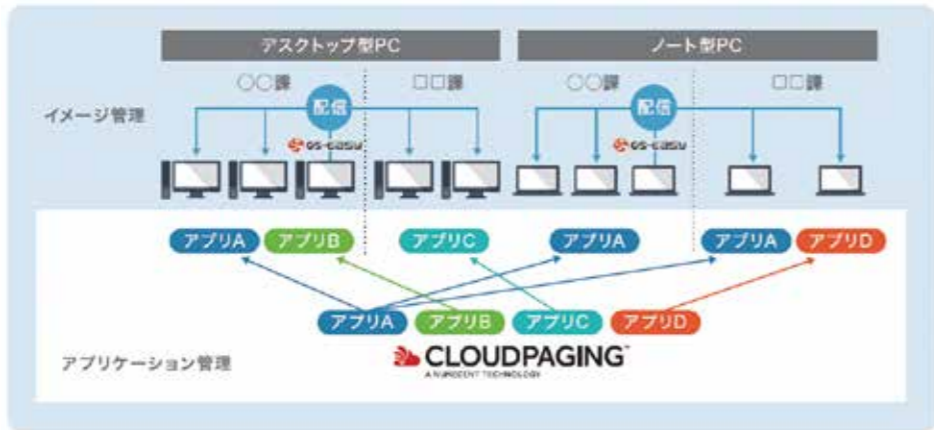 デスクトップ型PC
ノート型PC
〇〇課
□□課
〇〇課
□□課
イメージ管理
配信
配信
os-easy
os-easy
アプリA
アプリB
アプリC
アプリA
アプリA
アプリD
アプリA
アプリB
アプリC
アプリD
アプリケーション管理
CLOUDPAGING™
A NUMECENT TECHNOLOGY